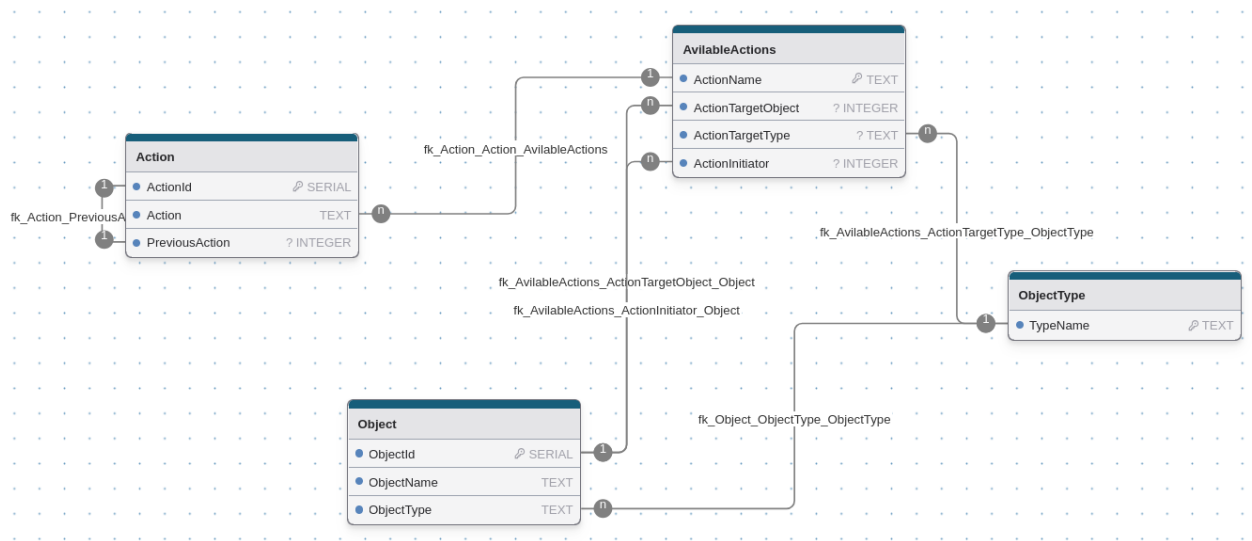 AvilableActions
ActionName TEXT
ActionTargetObject ? INTEGER
ActionTargetType ? TEXT
ActionInitiator ? INTEGER
1
n
n
n
fk_Action_Action_AvilableActions
Action
ActionId SERIAL
Action TEXT
PreviousAction ? INTEGER
1
fk_Action_PreviousA
1
n
fk_AvilableActions_ActionTargetType_ObjectType
fk_AvilableActions_ActionTargetObject_Object
fk_AvilableActions_ActionInitiator_Object
ObjectType
TypeName TEXT
1
fk_Object_ObjectType_ObjectType
Object
ObjectId SERIAL
ObjectName TEXT
ObjectType TEXT
1
n